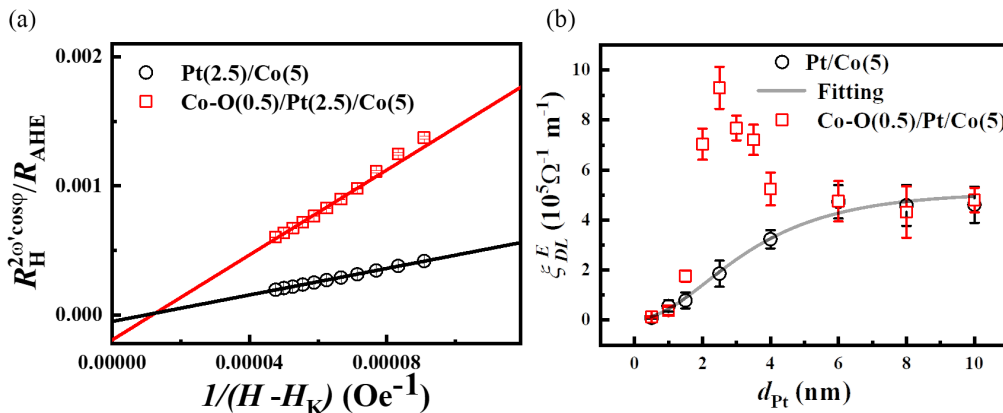 (a)
0.002
0.001
0.000
R_H^{2ω'cosφ}/R_AHE
Pt(2.5)/Co(5)
Co-O(0.5)/Pt(2.5)/Co(5)
0.00000
0.00004
0.00008
1/(H -H_K) (Oe^-1)
(b)
10
8
6
4
2
0
ξ_DL^E (10^5Ω^-1 m^-1)
Pt/Co(5)
Fitting
Co-O(0.5)/Pt/Co(5)
0 2 4 6 8 10
d_Pt (nm)